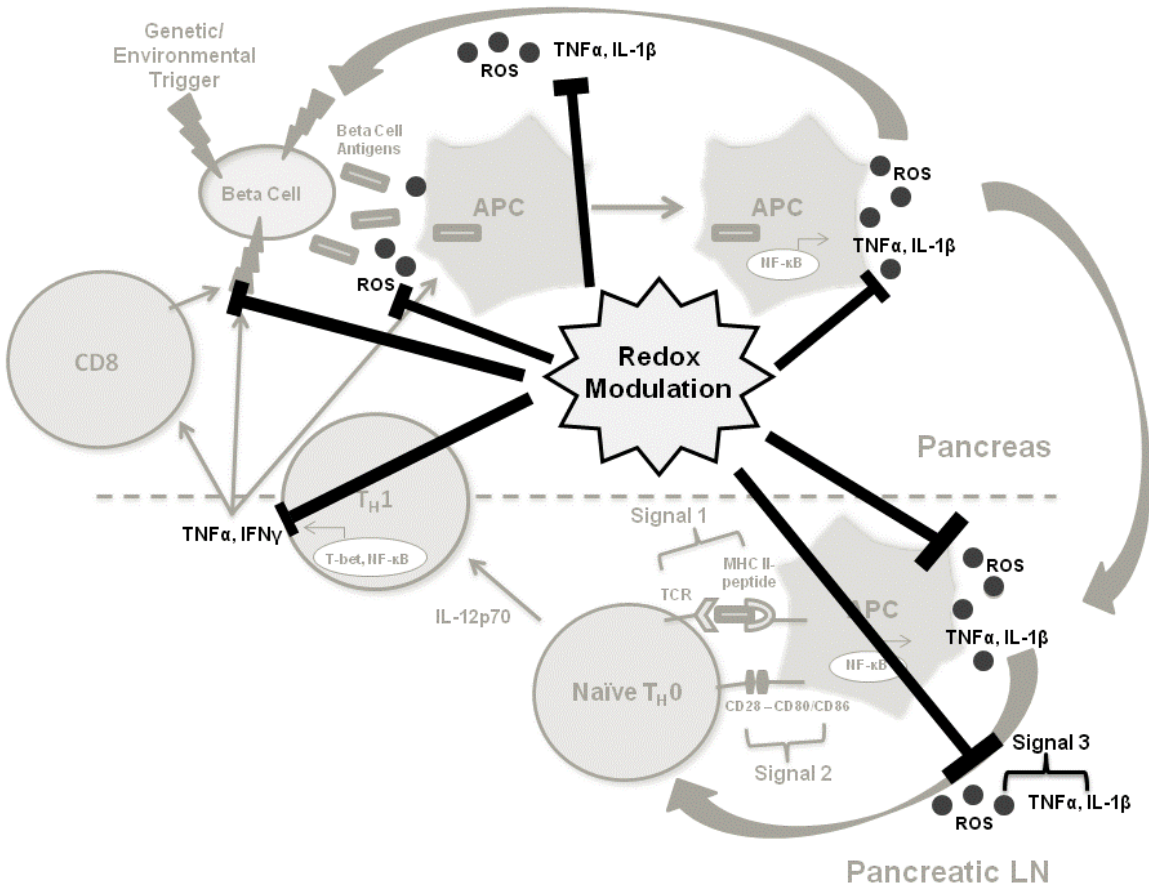 Genetic/
Environmental
Trigger
ROS
TNFα, IL-1β
Beta Cell
Antigens
Beta Cell
APC
APC
ROS
TNFα, IL-1β
NF-κB
ROS
CD8
Redox
Modulation
Pancreas
TH1
TNFα, IFNγ
T-bet, NF-κB
Signal 1
MHC II-
peptide
TCR
APC
ROS
IL-12p70
TNFα, IL-1β
NF-κB
Naïve TH0
CD28 – CD80/CD86
Signal 2
Signal 3
ROS
TNFα, IL-1β
Pancreatic LN